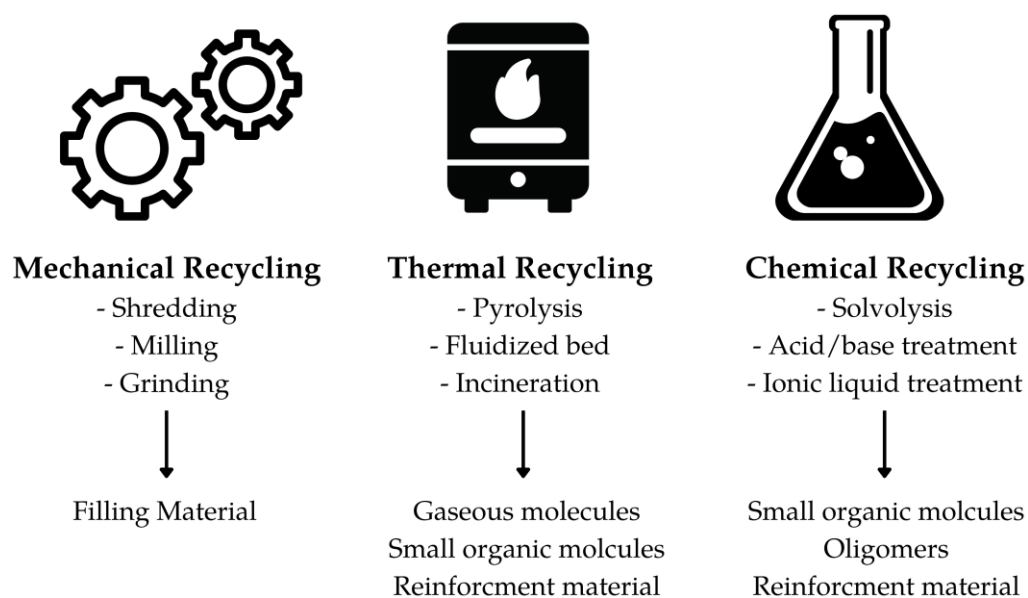 Mechanical Recycling
- Shredding
- Milling
- Grinding
Filling Material
Thermal Recycling
- Pyrolysis
- Fluidized bed
- Incineration
Gaseous molecules
Small organic molcules
Reinforcment material
Chemical Recycling
- Solvolysis
- Acid/base treatment
- Ionic liquid treatment
Small organic molcules
Oligomers
Reinforcment material